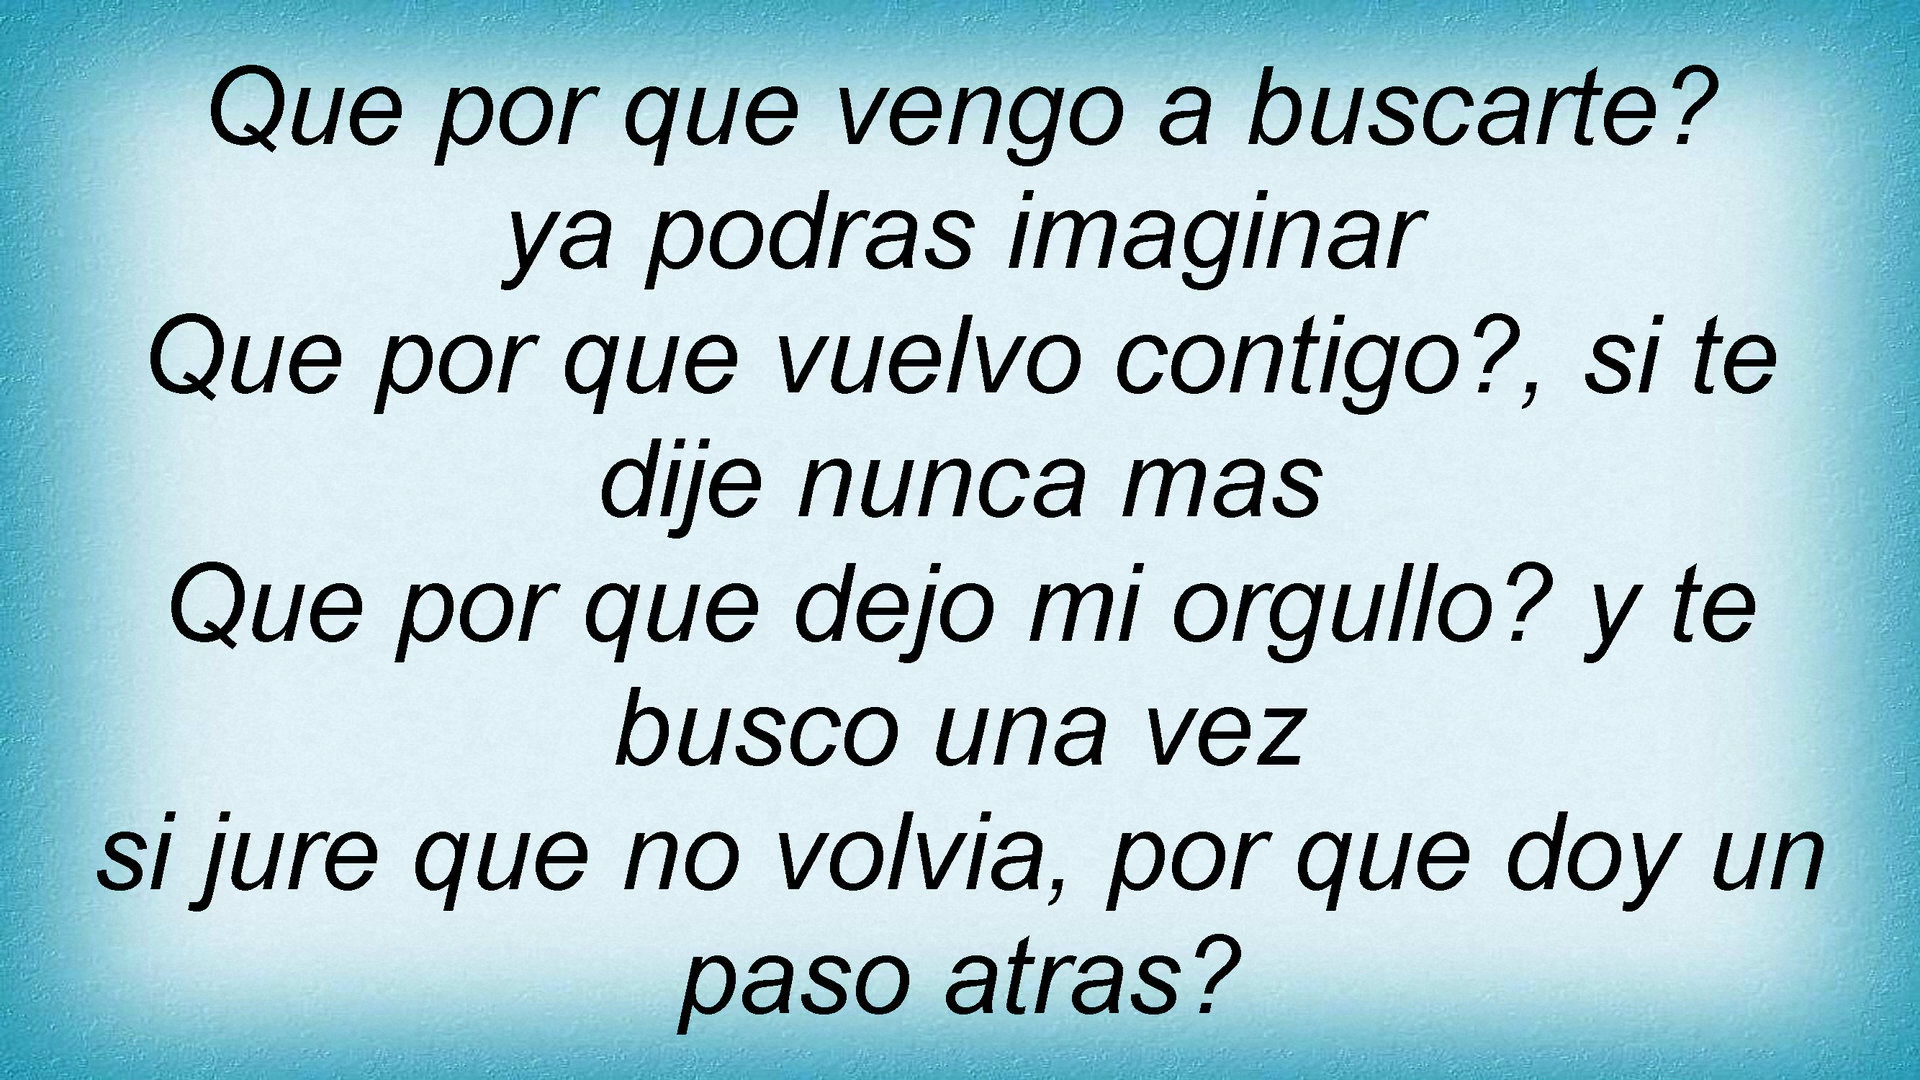 Que por que vengo a buscarte?
ya podras imaginar
Que por que vuelvo contigo?, si te
dije nunca mas
Que por que dejo mi orgullo? y te
busco una vez
si jure que no volvia, por que doy un
paso atras?